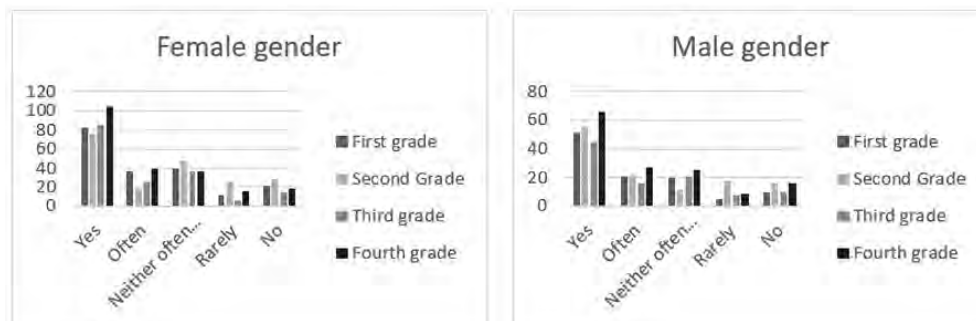 Female gender
120
100
80
60
40
20
0
Yes
Often
Neither often...
Rarely
No
First grade
Second Grade
Third grade
Fourth grade
Male gender
80
60
40
20
0
Yes
Often
Neither often...
Rarely
No
First grade
Second Grade
Third grade
Fourth grade